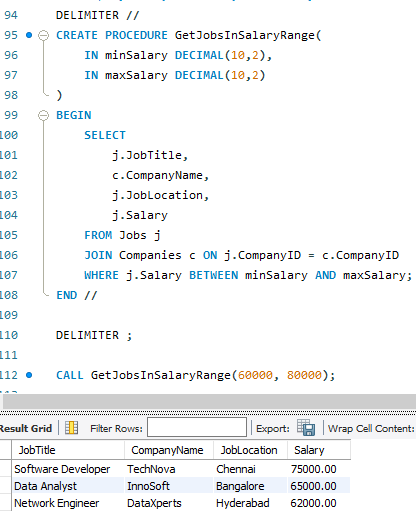 94 DELIMITER //
95 CREATE PROCEDURE GetJobsInSalaryRange(
96 IN minSalary DECIMAL(10,2),
97 IN maxSalary DECIMAL(10,2)
98 )
99 BEGIN
100 SELECT
101 j.JobTitle,
102 c.CompanyName,
103 j.JobLocation,
104 j.Salary
105 FROM Jobs j
106 JOIN Companies c ON j.CompanyID = c.CompanyID
107 WHERE j.Salary BETWEEN minSalary AND maxSalary;
108 END //
109
110 DELIMITER ;
111
112 CALL GetJobsInSalaryRange(60000, 80000);
Result Grid Filter Rows: Export: Wrap Cell Content:
JobTitle CompanyName JobLocation Salary
Software Developer TechNova Chennai 75000.00
Data Analyst InnoSoft Bangalore 65000.00
Network Engineer DataXperts Hyderabad 62000.00